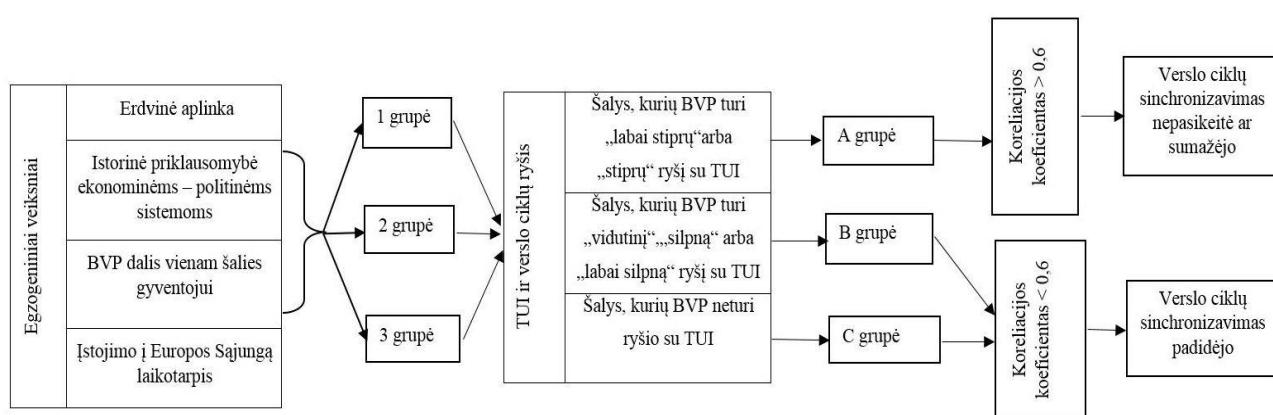 Egzogeniniai veiksniai
Erdvinė aplinka
Istorinė priklausomybė
ekonominėms – politinėms
sistemoms
BVP dalis vienam šalies
gyventojui
Įstojimo į Europos Sąjungą
laikotarpis
1 grupė
2 grupė
3 grupė
TUI ir verslo ciklų ryšis
Šalys, kurių BVP turi
„labai stiprų“arba
„stiprų“ ryšį su TUI
Šalys, kurių BVP turi
„vidutinį“„,silpną“ arba
„labai silpną“ ryšį su TUI
Šalys, kurių BVP neturi
ryšio su TUI
A grupė
B grupė
C grupė
Koreliacijos
koeficientas > 0,6
Koreliacijos
koeficientas < 0,6
Verslo ciklų
sinchronizavimas
nepasikeitė ar
sumažėjo
Verslo ciklų
sinchronizavimas
padidėjo